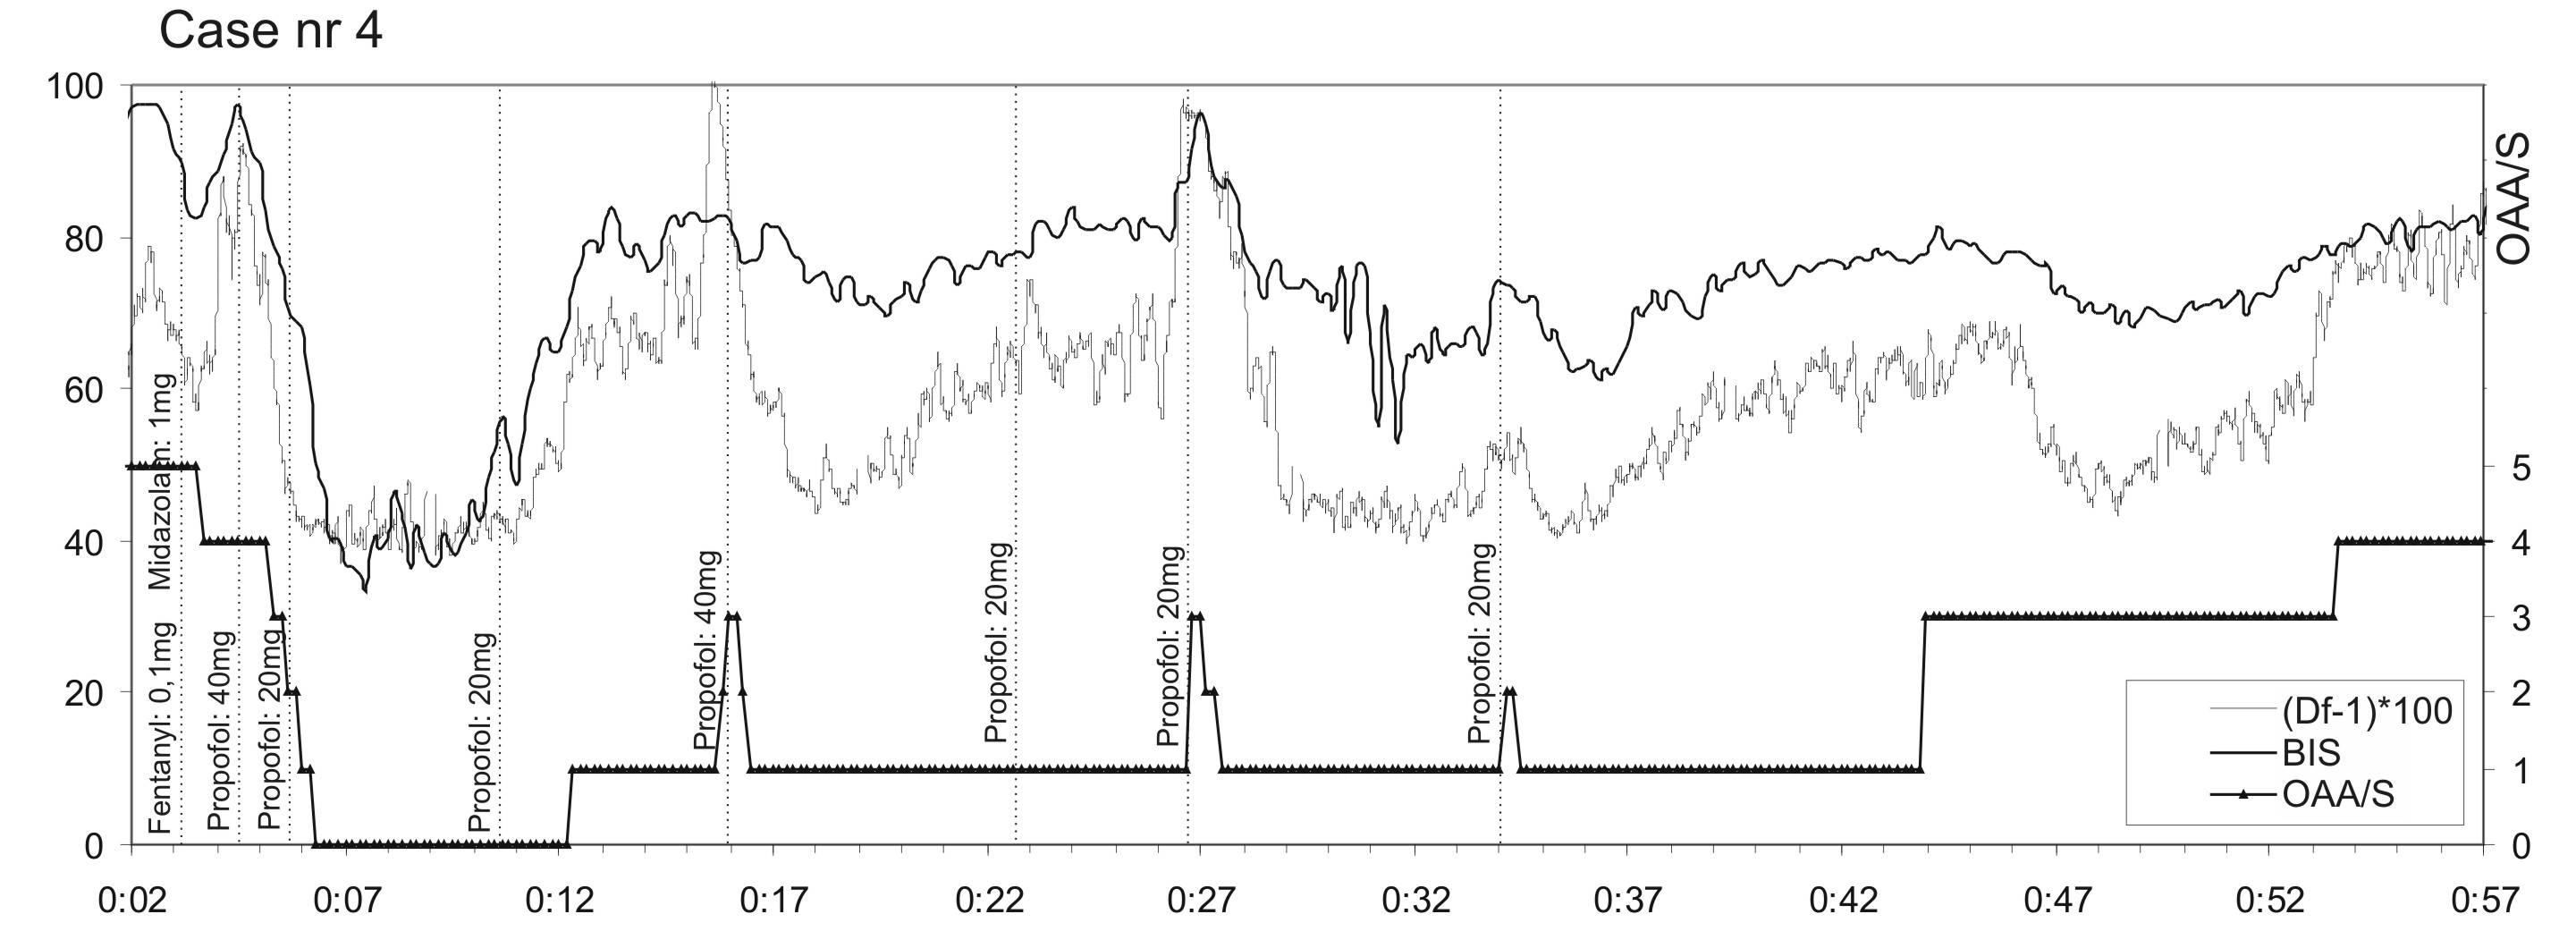 Case nr 4
100
80
60
40
20
0
Fentanyl: 0,1mg Midazolam: 1mg
Propofol: 40mg
Propofol: 20mg
Propofol: 20mg
Propofol: 40mg
Propofol: 20mg
Propofol: 20mg
Propofol: 20mg
OAA/S
5
4
3
2
1
0
(Df-1)*100
BIS
OAA/S
0:02 0:07 0:12 0:17 0:22 0:27 0:32 0:37 0:42 0:47 0:52 0:57